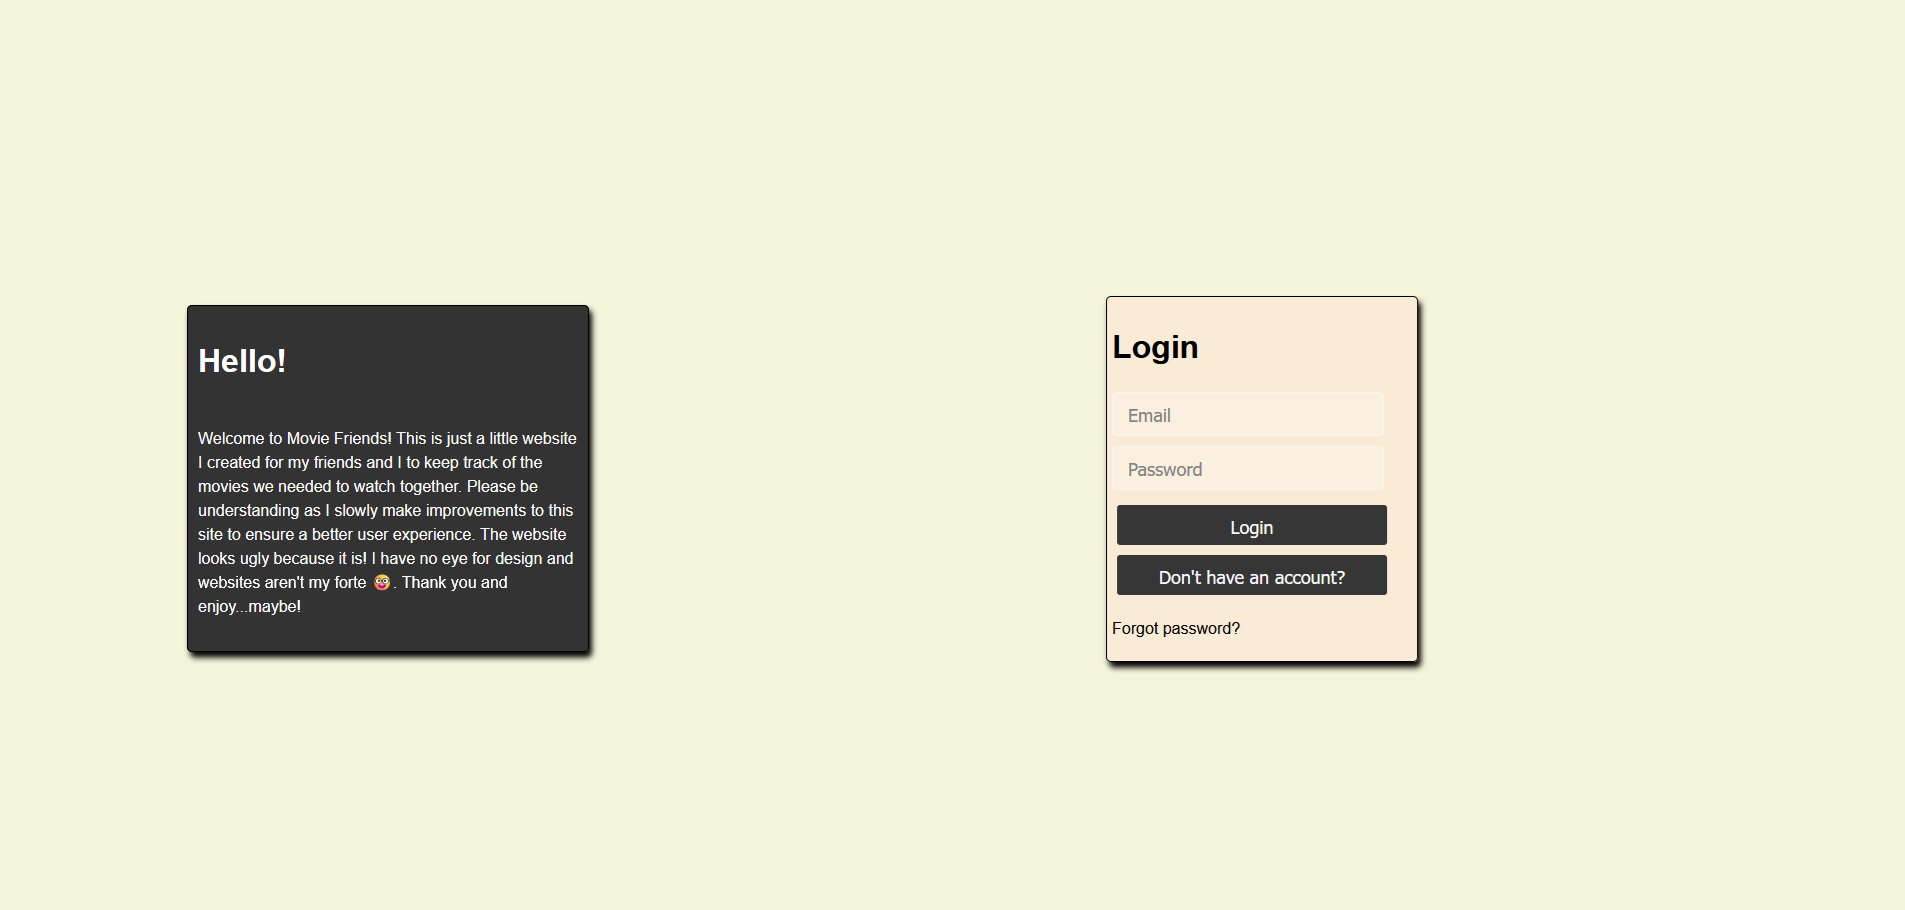 Hello!
Welcome to Movie Friends! This is just a little website
I created for my friends and I to keep track of the
movies we needed to watch together. Please be
understanding as I slowly make improvements to this
site to ensure a better user experience. The website
looks ugly because it is! I have no eye for design and
websites aren't my forte 🤡. Thank you and
enjoy...maybe!
Login
Email
Password
Login
Don't have an account?
Forgot password?